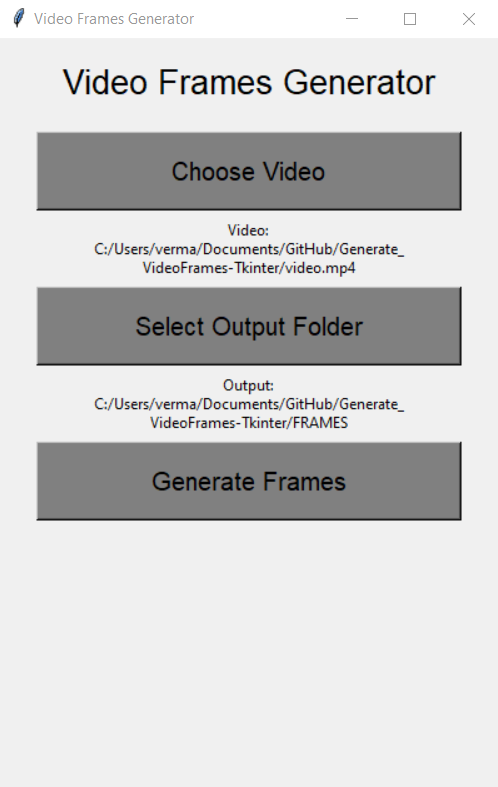 Video Frames Generator
Video Frames Generator
Choose Video
Video:
C:/Users/verma/Documents/GitHub/Generate_
VideoFrames-Tkinter/video.mp4
Select Output Folder
Output:
C:/Users/verma/Documents/GitHub/Generate_
VideoFrames-Tkinter/FRAMES
Generate Frames